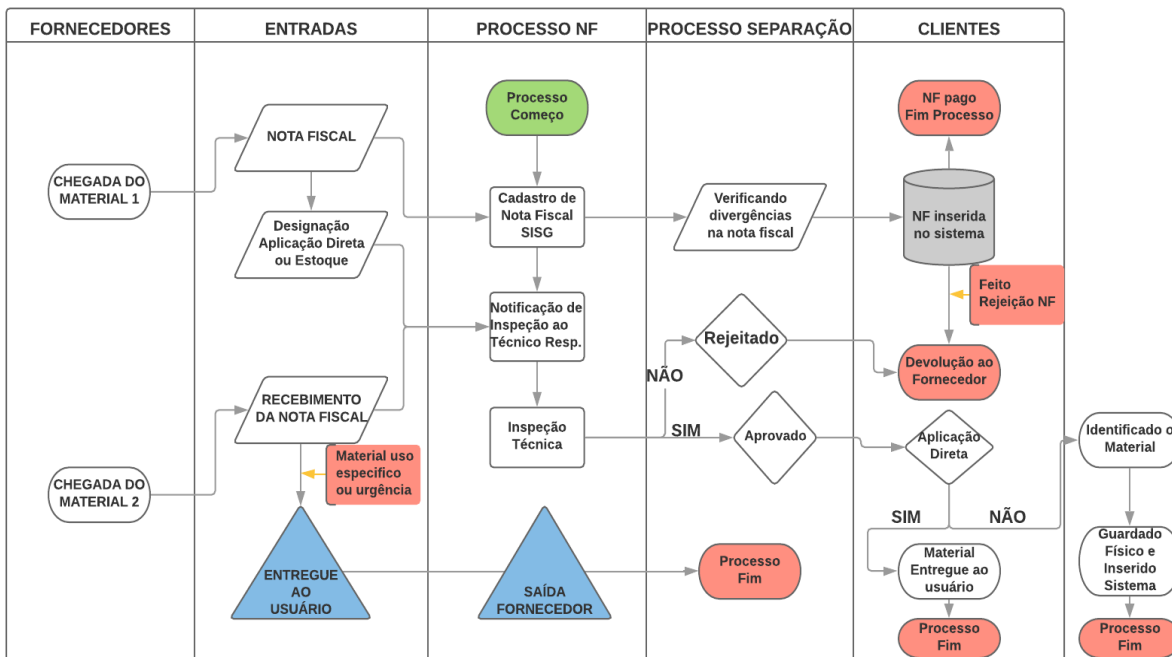 FORNECEDORES
ENTRADAS
PROCESSO NF
PROCESSO SEPARAÇÃO
CLIENTES
CHEGADA DO
MATERIAL 1
CHEGADA DO
MATERIAL 2
NOTA FISCAL
Designação
Aplicação Direta
ou Estoque
RECEBIMENTO
DA NOTA FISCAL
Material uso
especifico
ou urgência
ENTREGUE
AO
USUÁRIO
Processo
Começo
Cadastro de
Nota Fiscal
SISG
Notificação de
Inspeção ao
Técnico Resp.
Inspeção
Técnica
SAÍDA
FORNECEDOR
Verificando
divergências
na nota fiscal
Rejeitado
NÃO
SIM
Aprovado
Processo
Fim
NF pago
Fim Processo
NF inserida
no sistema
Feito
Rejeição NF
Devolução ao
Fornecedor
Aplicação
Direta
SIM
NÃO
Material
Entregue ao
usuário
Processo
Fim
Identificado o
Material
Guardado
Físico e
Inserido
Sistema
Processo
Fim